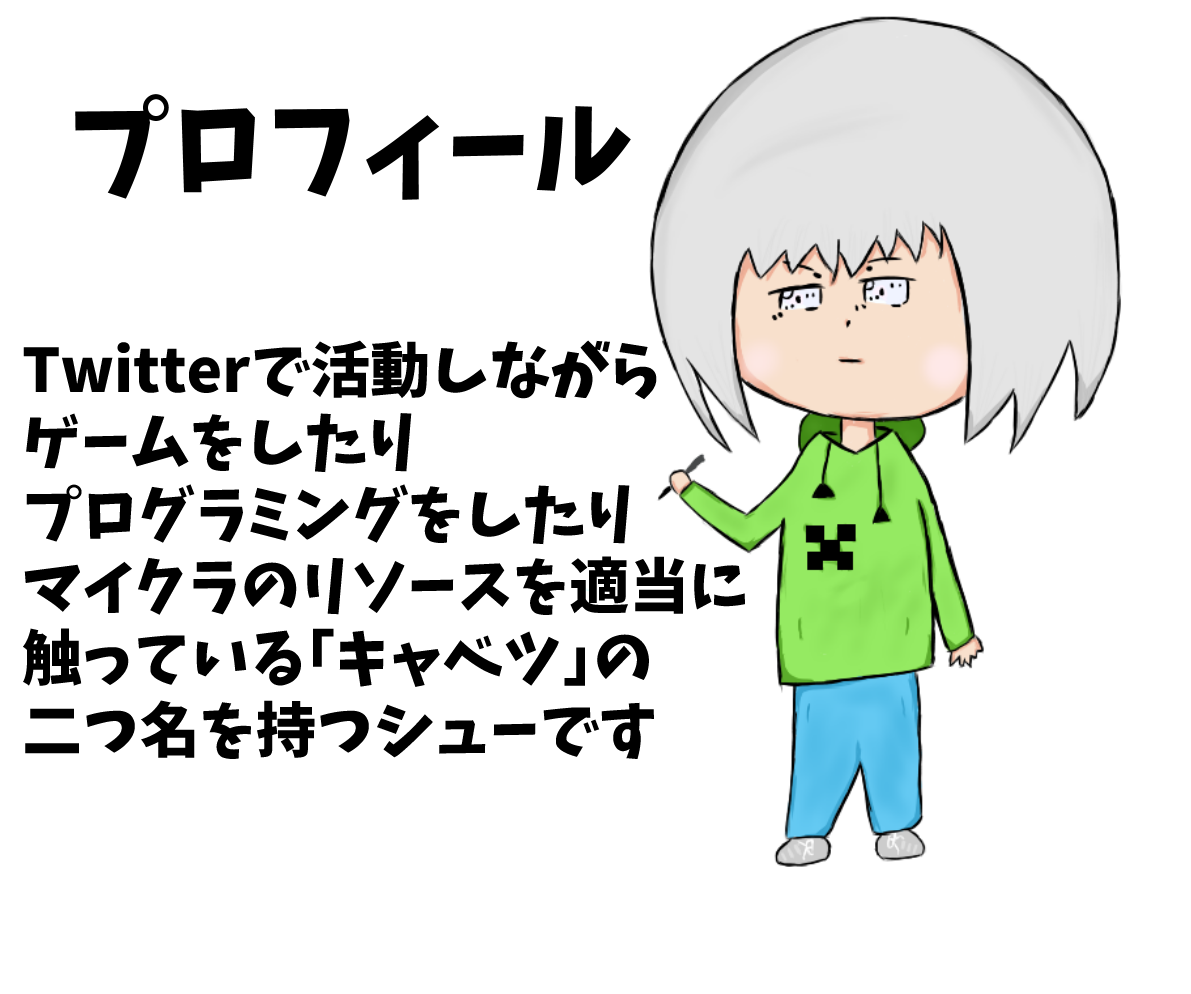 プロフィール
Twitterで活動しながら
ゲームをしたり
プログラミングをしたり
マイクラのリソースを適当に
触っている「キャベツ」の
二つ名を持つシューです